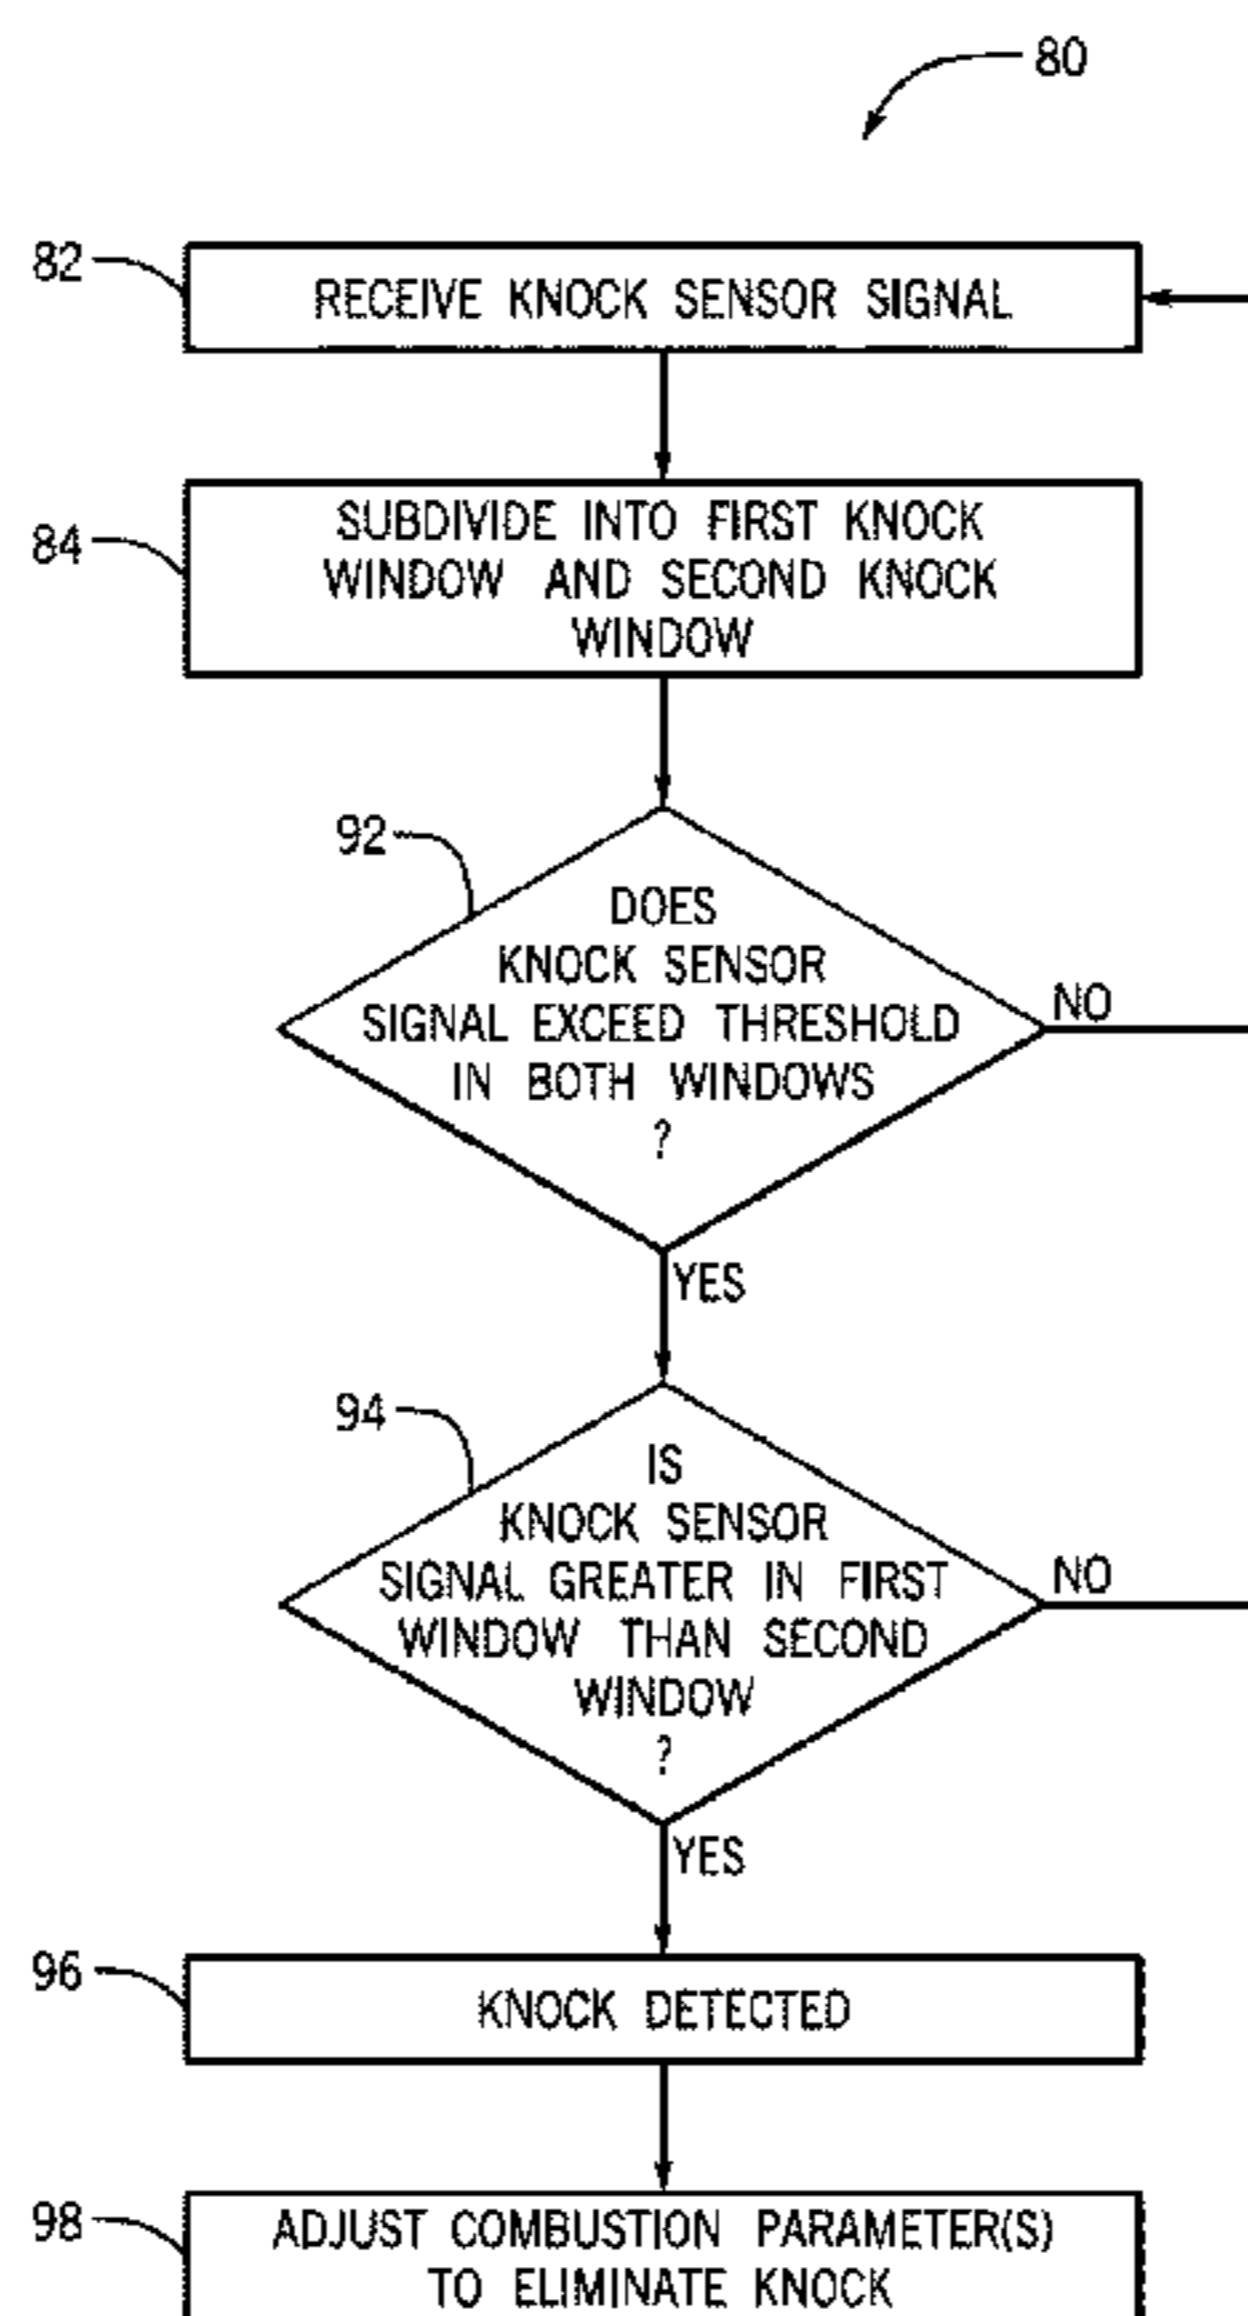 80
82
RECEIVE KNOCK SENSOR SIGNAL
84
SUBDIVIDE INTO FIRST KNOCK
WINDOW AND SECOND KNOCK
WINDOW
92
DOES
KNOCK SENSOR
SIGNAL EXCEED THRESHOLD
IN BOTH WINDOWS
?
NO
YES
94
IS
KNOCK SENSOR
SIGNAL GREATER IN FIRST
WINDOW THAN SECOND
WINDOW
?
NO
YES
96
KNOCK DETECTED
98
ADJUST COMBUSTION PARAMETER(S)
TO ELIMINATE KNOCK